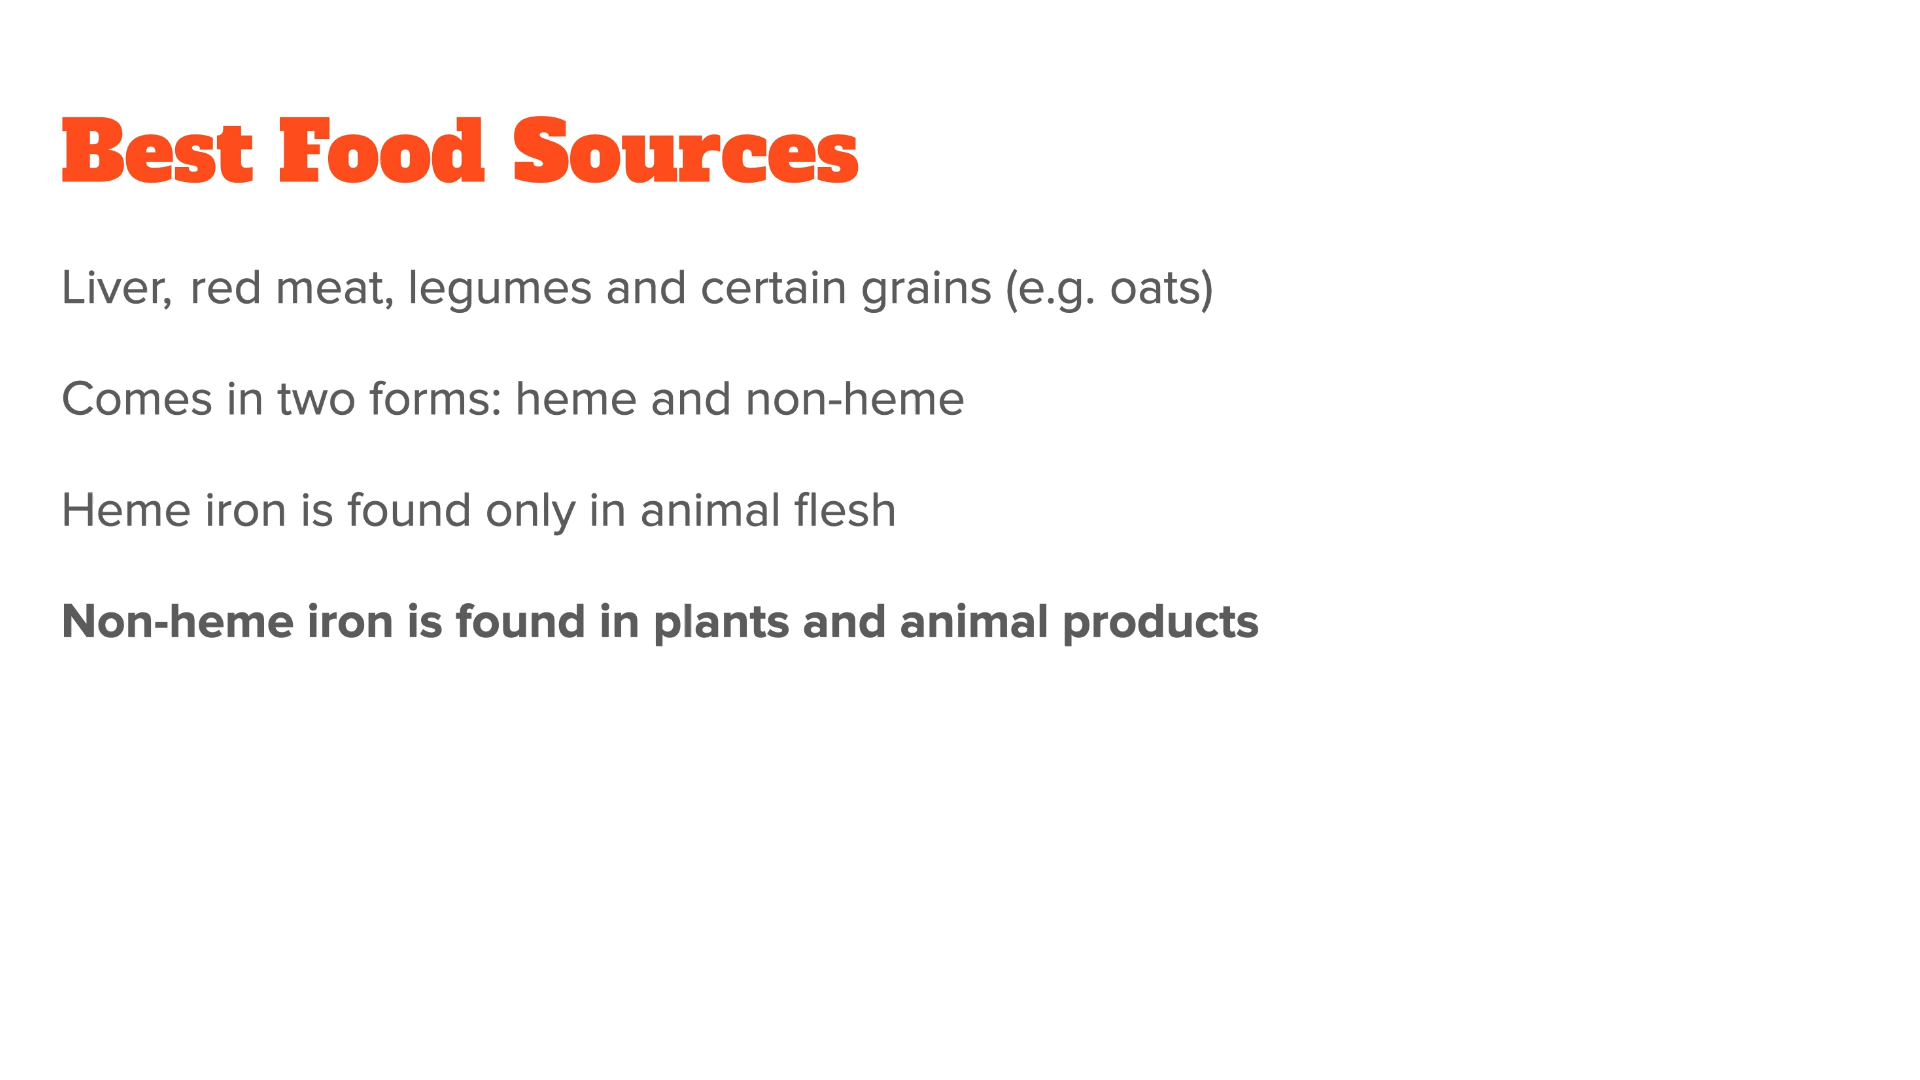 Best Food Sources
Liver, red meat, legumes and certain grains (e.g. oats)
Comes in two forms: heme and non-heme
Heme iron is found only in animal flesh
Non-heme iron is found in plants and animal products